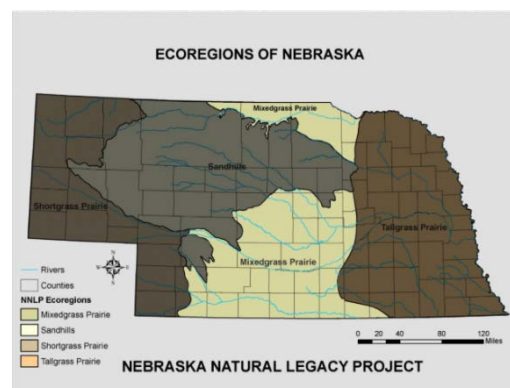 ECOREGIONS OF NEBRASKA
Mixedgrass Prairie
Sandhills
Shortgrass Prairie
Tallgrass Prairie
Mixedgrass Prairie
N
W
E
S
Rivers
Counties
NNLP Ecoregions
Mixedgrass Prairie
Sandhills
Shortgrass Prairie
Tallgrass Prairie
0 20 40 80 120
Miles
NEBRASKA NATURAL LEGACY PROJECT